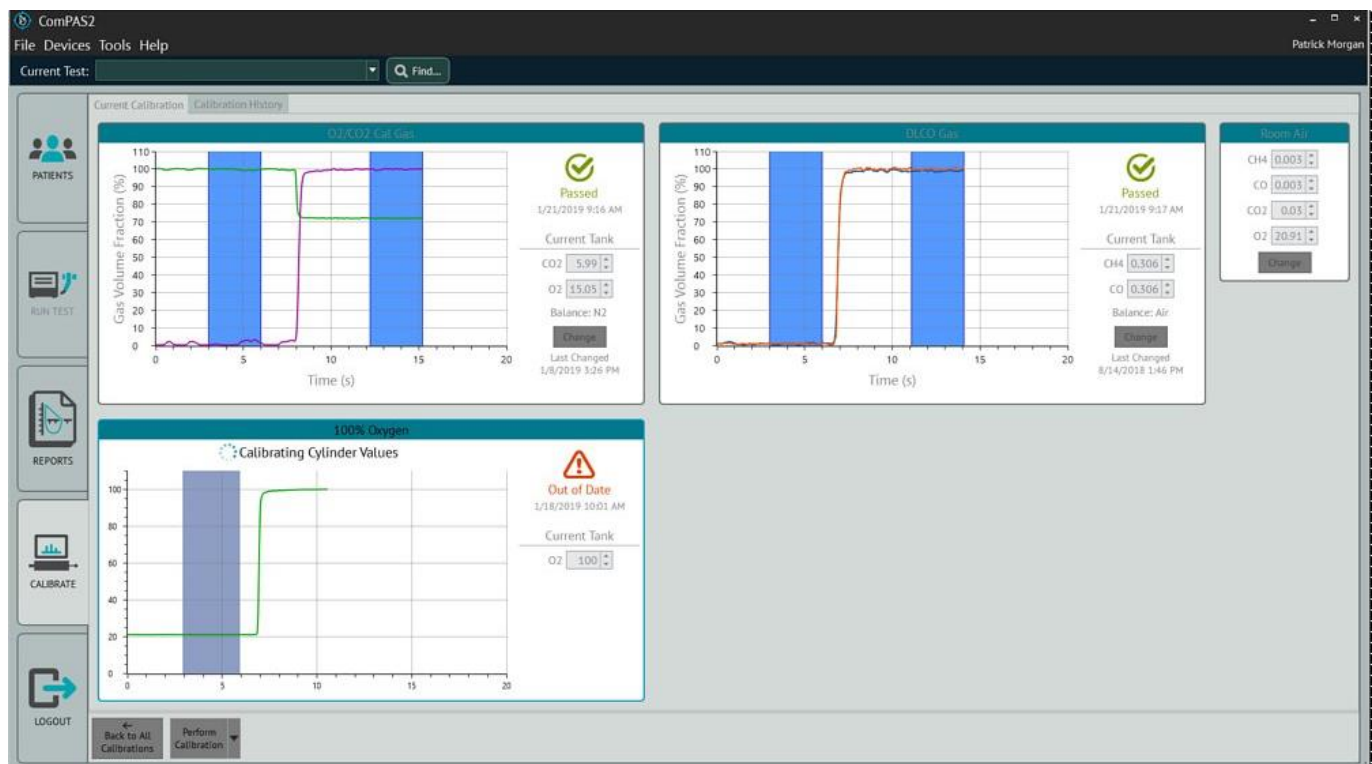 ComPAS2
File Devices Tools Help
Patrick Morgan
Current Test:
Find...
PATIENTS
RUN TEST
REPORTS
CALIBRATE
LOGOUT
Current Calibration Calibration History
O2/CO2 Cal Gas
Gas Volume Fraction (%)
110
100
90
80
70
60
50
40
30
20
10
0
0 5 10 15 20
Time (s)
Passed
1/21/2019 9:16 AM
Current Tank
CO2 5.99
O2 15.05
Balance: N2
Change
Last Changed
1/8/2019 3:26 PM
DLCO Gas
Gas Volume Fraction (%)
110
100
90
80
70
60
50
40
30
20
10
0
0 5 10 15 20
Time (s)
Passed
1/21/2019 9:17 AM
Current Tank
CH4 0.306
CO 0.306
Balance: Air
Change
Last Changed
8/14/2018 1:46 PM
Room Air
CH4 0.003
CO 0.003
CO2 0.03
O2 20.91
Change
100% Oxygen
Calibrating Cylinder Values
100
80
60
40
20
0
0 5 10 15 20
Out of Date
1/18/2019 10:01 AM
Current Tank
O2 100
Back to All
Calibrations
Perform
Calibration